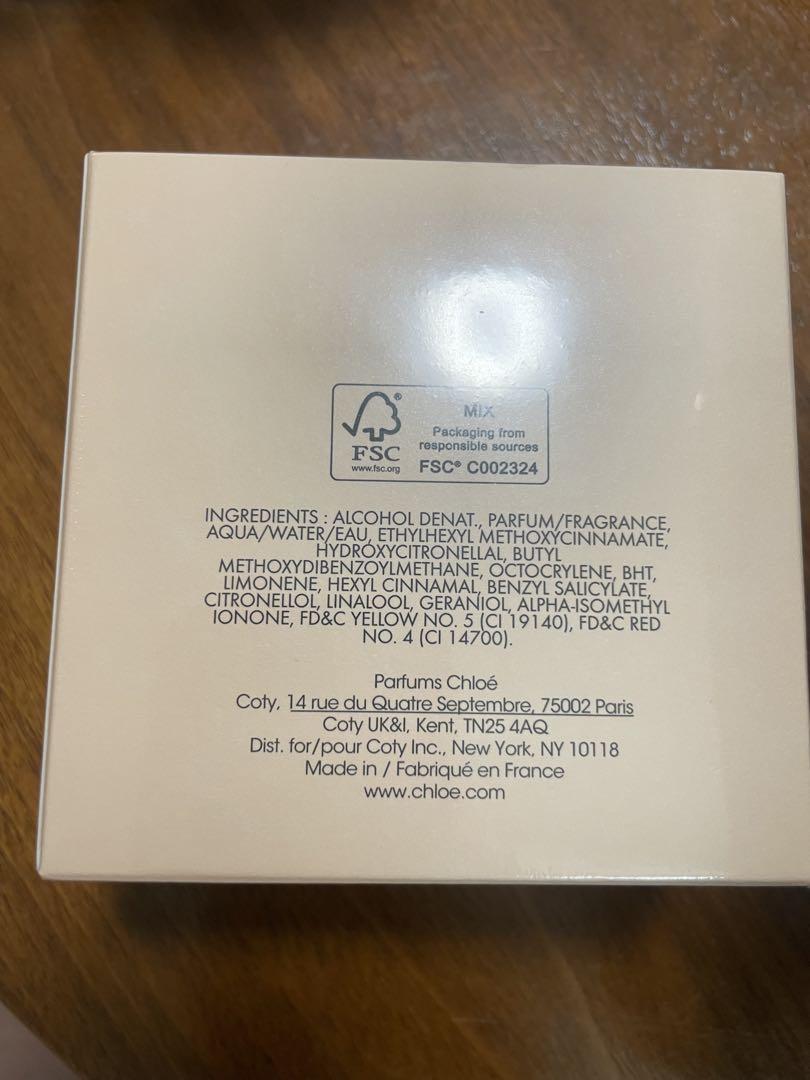 FSC®
www.fsc.org
MIX
Packaging from
responsible sources
FSC® C002324
INGREDIENTS : ALCOHOL DENAT., PARFUM/FRAGRANCE,
AQUA/WATER/EAU, ETHYLHEXYL METHOXYCINNAMATE,
HYDROXYCITRONELLAL, BUTYL
METHOXYDIBENZOYLMETHANE, OCTOCRYLENE, BHT,
LIMONENE, HEXYL CINNAMAL, BENZYL SALICYLATE,
CITRONELLOL, LINALOOL, GERANIOL, ALPHA-ISOMETHYL
IONONE, FD&C YELLOW NO. 5 (CI 19140), FD&C RED
NO. 4 (CI 14700).
Parfums Chloé
Coty, 14 rue du Quatre Septembre, 75002 Paris
Coty UK&I, Kent, TN25 4AQ
Dist. for/pour Coty Inc., New York, NY 10118
Made in / Fabriqué en France
www.chloe.com